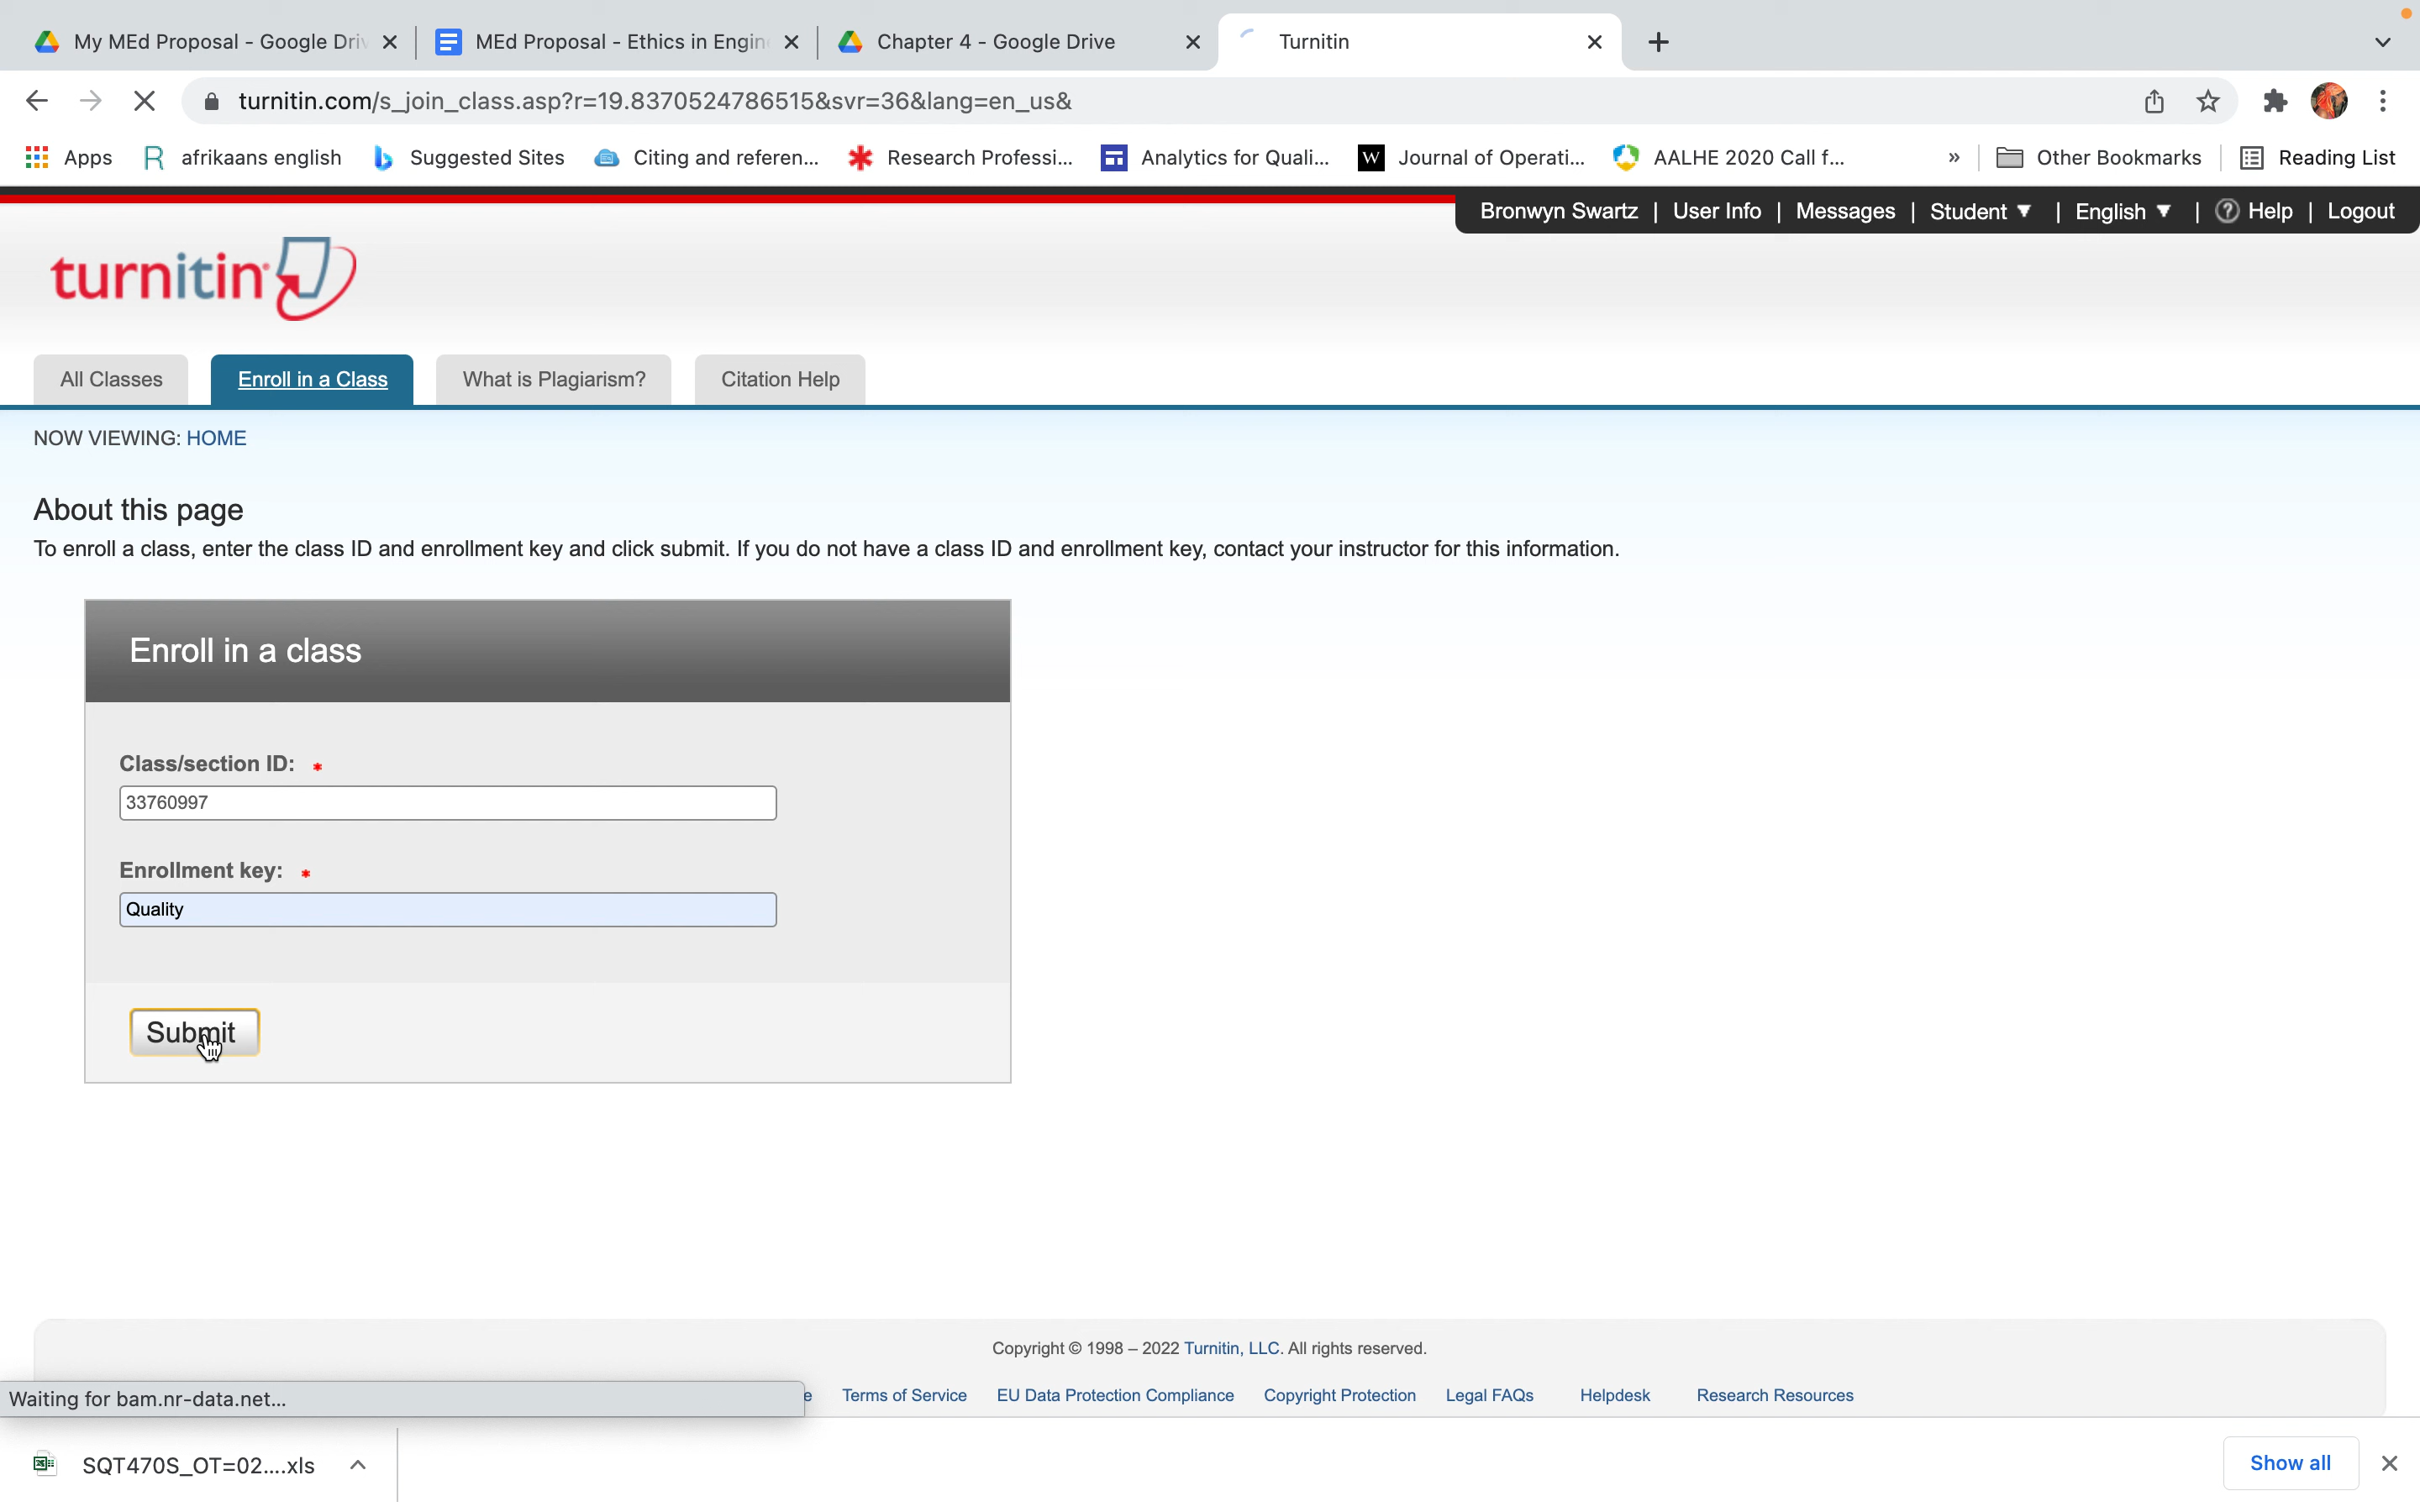 My MEd Proposal - Google Driv
MEd Proposal - Ethics in Engin
Chapter 4 - Google Drive
Turnitin
turnitin.com/s_join_class.asp?r=19.8370524786515&svr=36&lang=en_us&
Apps
afrikaans english
Suggested Sites
Citing and referen...
Research Professi...
Analytics for Quali...
W
Journal of Operati...
AALHE 2020 Call f...
»
Other Bookmarks
Reading List
Bronwyn Swartz | User Info | Messages | Student ▼ | English ▼ | ? Help | Logout
turnitin
All Classes
Enroll in a Class
What is Plagiarism?
Citation Help
NOW VIEWING: HOME
About this page
To enroll a class, enter the class ID and enrollment key and click submit. If you do not have a class ID and enrollment key, contact your instructor for this information.
Enroll in a class
Class/section ID: *
33760997
Enrollment key: *
Quality
Submit
Copyright © 1998 – 2022 Turnitin, LLC. All rights reserved.
Waiting for bam.nr-data.net...
e
Terms of Service
EU Data Protection Compliance
Copyright Protection
Legal FAQs
Helpdesk
Research Resources
SQT470S_OT=02....xls
Show all